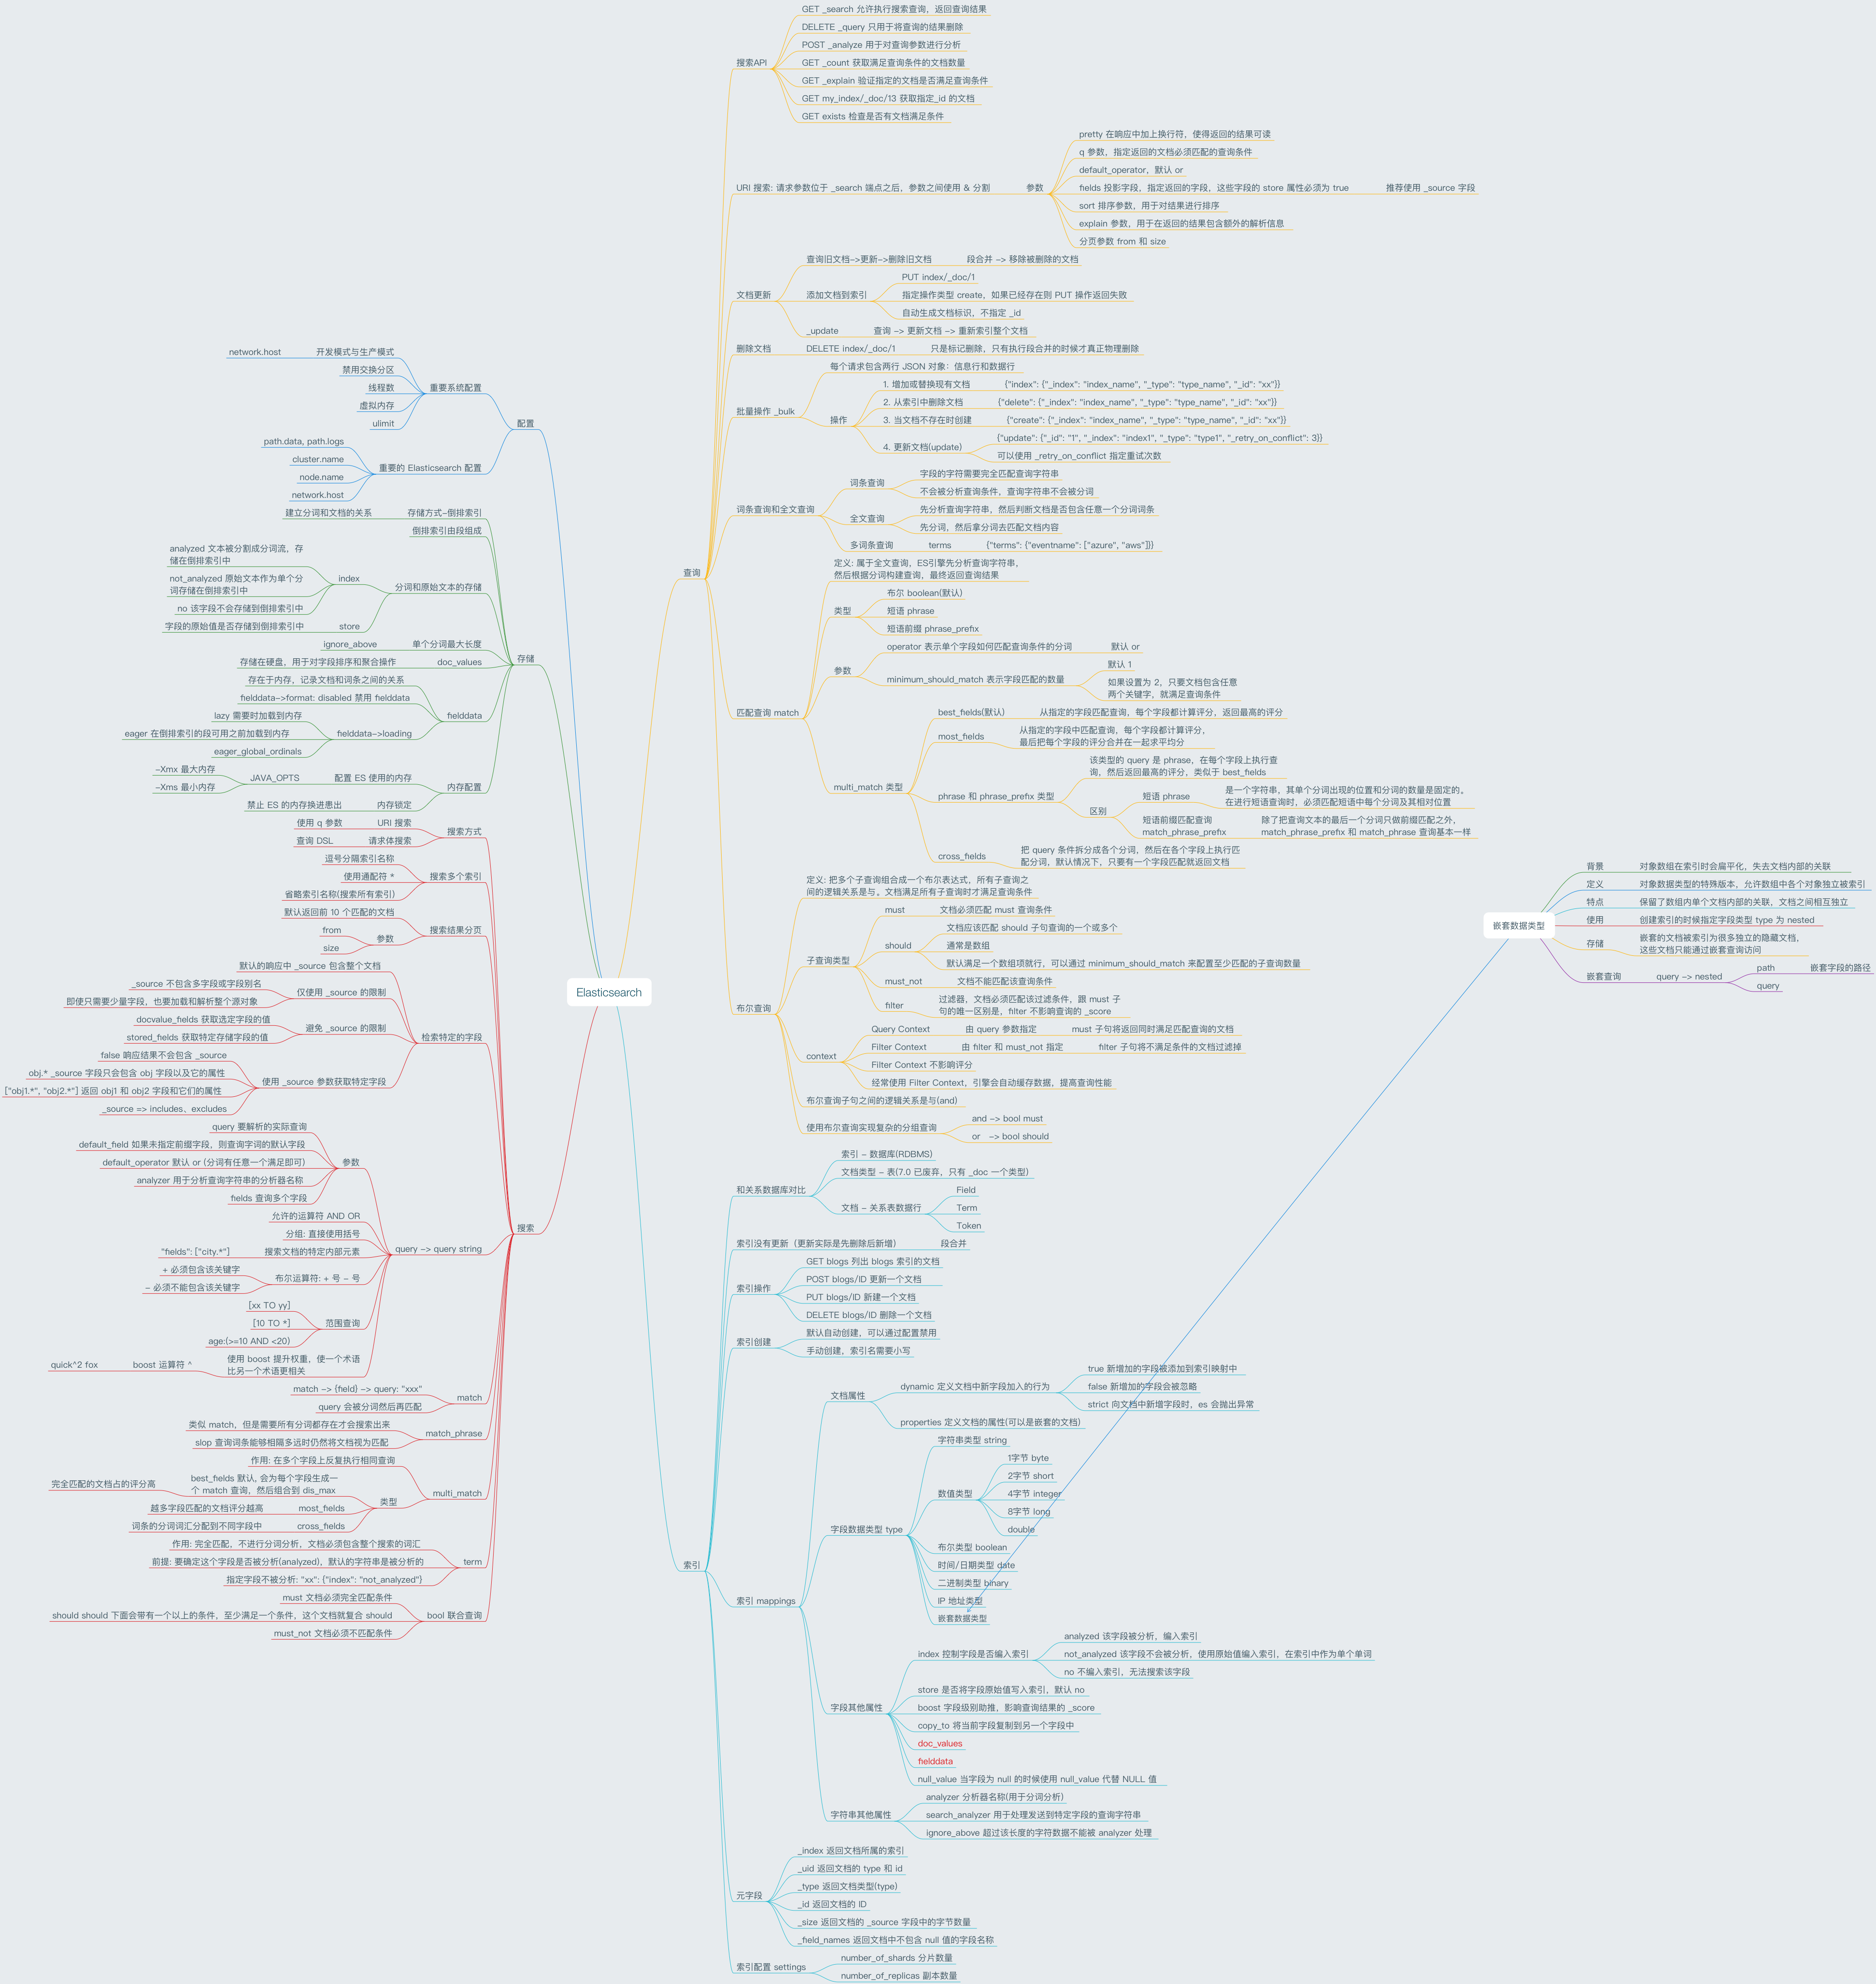 Elasticsearch
配置
重要系统配置
开发模式与生产模式
network.host
禁用交换分区
线程数
虚拟内存
ulimit
重要的 Elasticsearch 配置
path.data, path.logs
cluster.name
node.name
network.host
存储
存储方式-倒排索引
建立分词和文档的关系
倒排索引由段组成
分词和原始文本的存储
index
analyzed 文本被分割成分词流，存
储在倒排索引中
not_analyzed 原始文本作为单个分
词存储在倒排索引中
no 该字段不会存储到倒排索引中
store
字段的原始值是否存储到倒排索引中
单个分词最大长度
ignore_above
doc_values
存储在硬盘，用于对字段排序和聚合操作
fielddata
存在于内存，记录文档和词条之间的关系
fielddata->format: disabled 禁用 fielddata
fielddata->loading
lazy 需要时加载到内存
eager 在倒排索引的段可用之前加载到内存
eager_global_ordinals
内存配置
配置 ES 使用的内存
JAVA_OPTS
-Xmx 最大内存
-Xms 最小内存
内存锁定
禁止 ES 的内存换进患出
搜索
搜索方式
URI 搜索
使用 q 参数
请求体搜索
查询 DSL
搜索多个索引
逗号分隔索引名称
使用通配符 *
省略索引名称(搜索所有索引)
搜索结果分页
默认返回前 10 个匹配的文档
参数
from
size
检索特定的字段
默认的响应中 _source 包含整个文档
仅使用 _source 的限制
_source 不包含多字段或字段别名
即使只需要少量字段，也要加载和解析整个源对象
避免 _source 的限制
docvalue_fields 获取选定字段的值
stored_fields 获取特定存储字段的值
使用 _source 参数获取特定字段
false 响应结果不会包含 _source
obj.* _source 字段只会包含 obj 字段以及它的属性
["obj1.*", "obj2.*"] 返回 obj1 和 obj2 字段和它们的属性
_source => includes、excludes
query -> query string
参数
query 要解析的实际查询
default_field 如果未指定前缀字段，则查询字词的默认字段
default_operator 默认 or (分词有任意一个满足即可)
analyzer 用于分析查询字符串的分析器名称
fields 查询多个字段
允许的运算符 AND OR
分组: 直接使用括号
搜索文档的特定内部元素
"fields": ["city.*"]
布尔运算符: + 号 - 号
+ 必须包含该关键字
- 必须不能包含该关键字
范围查询
[xx TO yy]
[10 TO *]
age:(>=10 AND <20)
使用 boost 提升权重，使一个术语
比另一个术语更相关
boost 运算符 ^
quick^2 fox
match
match -> {field} -> query: "xxx"
query 会被分词然后再匹配
match_phrase
类似 match，但是需要所有分词都存在才会搜索出来
slop 查询词条能够相隔多远时仍然将文档视为匹配
multi_match
作用: 在多个字段上反复执行相同查询
类型
best_fields 默认, 会为每个字段生成一
个 match 查询，然后组合到 dis_max
完全匹配的文档占的评分高
most_fields
越多字段匹配的文档评分越高
cross_fields
词条的分词词汇分配到不同字段中
term
作用: 完全匹配，不进行分词分析，文档必须包含整个搜索的词汇
前提: 要确定这个字段是否被分析(analyzed)，默认的字符串是被分析的
指定字段不被分析: "xx": {"index": "not_analyzed"}
bool 联合查询
must 文档必须完全匹配条件
should should 下面会带有一个以上的条件，至少满足一个条件，这个文档就复合 should
must_not 文档必须不匹配条件
查询
搜索API
GET _search 允许执行搜索查询，返回查询结果
DELETE _query 只用于将查询的结果删除
POST _analyze 用于对查询参数进行分析
GET _count 获取满足查询条件的文档数量
GET _explain 验证指定的文档是否满足查询条件
GET my_index/_doc/13 获取指定_id 的文档
GET exists 检查是否有文档满足条件
URI 搜索: 请求参数位于 _search 端点之后，参数之间使用 & 分割
参数
pretty 在响应中加上换行符，使得返回的结果可读
q 参数，指定返回的文档必须匹配的查询条件
default_operator，默认 or
fields 投影字段，指定返回的字段，这些字段的 store 属性必须为 true
推荐使用 _source 字段
sort 排序参数，用于对结果进行排序
explain 参数，用于在返回的结果包含额外的解析信息
分页参数 from 和 size
文档更新
查询旧文档->更新->删除旧文档
段合并 -> 移除被删除的文档
添加文档到索引
PUT index/_doc/1
指定操作类型 create，如果已经存在则 PUT 操作返回失败
自动生成文档标识，不指定 _id
_update
查询 -> 更新文档 -> 重新索引整个文档
删除文档
DELETE index/_doc/1
只是标记删除，只有执行段合并的时候才真正物理删除
批量操作 _bulk
每个请求包含两行 JSON 对象：信息行和数据行
操作
1. 增加或替换现有文档
{"index": {"_index": "index_name", "_type": "type_name", "_id": "xx"}}
2. 从索引中删除文档
{"delete": {"_index": "index_name", "_type": "type_name", "_id": "xx"}}
3. 当文档不存在时创建
{"create": {"_index": "index_name", "_type": "type_name", "_id": "xx"}}
4. 更新文档(update)
{"update": {"_id": "1", "_index": "index1", "_type": "type1", "_retry_on_conflict": 3}}
可以使用 _retry_on_conflict 指定重试次数
词条查询和全文查询
词条查询
字段的字符需要完全匹配查询字符串
不会被分析查询条件，查询字符串不会被分词
全文查询
先分析查询字符串，然后判断文档是否包含任意一个分词词条
先分词，然后拿分词去匹配文档内容
多词条查询
terms
{"terms": {"eventname": ["azure", "aws"]}}
匹配查询 match
定义: 属于全文查询，ES引擎先分析查询字符串，
然后根据分词构建查询，最终返回查询结果
类型
布尔 boolean(默认)
短语 phrase
短语前缀 phrase_prefix
参数
operator 表示单个字段如何匹配查询条件的分词
默认 or
minimum_should_match 表示字段匹配的数量
默认 1
如果设置为 2，只要文档包含任意
两个关键字，就满足查询条件
multi_match 类型
best_fields(默认)
从指定的字段匹配查询，每个字段都计算评分，返回最高的评分
most_fields
从指定的字段中匹配查询，每个字段都计算评分，
最后把每个字段的评分合并在一起求平均分
phrase 和 phrase_prefix 类型
该类型的 query 是 phrase，在每个字段上执行查
询，然后返回最高的评分，类似于 best_fields
区别
短语 phrase
是一个字符串，其单个分词出现的位置和分词的数量是固定的。
在进行短语查询时，必须匹配短语中每个分词及其相对位置
短语前缀匹配查询
match_phrase_prefix
除了把查询文本的最后一个分词只做前缀匹配之外，
match_phrase_prefix 和 match_phrase 查询基本一样
cross_fields
把 query 条件拆分成各个分词，然后在各个字段上执行匹
配分词，默认情况下，只要有一个字段匹配就返回文档
布尔查询
定义: 把多个子查询组合成一个布尔表达式，所有子查询之
间的逻辑关系是与。文档满足所有子查询时才满足查询条件
子查询类型
must
文档必须匹配 must 查询条件
should
文档应该匹配 should 子句查询的一个或多个
通常是数组
默认满足一个数组项就行，可以通过 minimum_should_match 来配置至少匹配的子查询数量
must_not
文档不能匹配该查询条件
filter
过滤器，文档必须匹配该过滤条件，跟 must 子
句的唯一区别是，filter 不影响查询的 _score
context
Query Context
由 query 参数指定
must 子句将返回同时满足匹配查询的文档
Filter Context
由 filter 和 must_not 指定
filter 子句将不满足条件的文档过滤掉
Filter Context 不影响评分
经常使用 Filter Context，引擎会自动缓存数据，提高查询性能
布尔查询子句之间的逻辑关系是与(and)
使用布尔查询实现复杂的分组查询
and -> bool must
or -> bool should
索引
和关系数据库对比
索引 - 数据库(RDBMS)
文档类型 - 表(7.0 已废弃，只有 _doc 一个类型)
文档 - 关系表数据行
Field
Term
Token
索引没有更新（更新实际是先删除后新增）
段合并
索引操作
GET blogs 列出 blogs 索引的文档
POST blogs/ID 更新一个文档
PUT blogs/ID 新建一个文档
DELETE blogs/ID 删除一个文档
索引创建
默认自动创建，可以通过配置禁用
手动创建，索引名需要小写
索引 mappings
文档属性
dynamic 定义文档中新字段加入的行为
true 新增加的字段被添加到索引映射中
false 新增加的字段会被忽略
strict 向文档中新增字段时，es 会抛出异常
properties 定义文档的属性(可以是嵌套的文档)
字段数据类型 type
字符串类型 string
数值类型
1字节 byte
2字节 short
4字节 integer
8字节 long
double
布尔类型 boolean
时间/日期类型 date
二进制类型 binary
IP 地址类型
嵌套数据类型
字段其他属性
index 控制字段是否编入索引
analyzed 该字段被分析，编入索引
not_analyzed 该字段不会被分析，使用原始值编入索引，在索引中作为单个单词
no 不编入索引，无法搜索该字段
store 是否将字段原始值写入索引，默认 no
boost 字段级别助推，影响查询结果的 _score
copy_to 将当前字段复制到另一个字段中
doc_values
fielddata
null_value 当字段为 null 的时候使用 null_value 代替 NULL 值
字符串其他属性
analyzer 分析器名称(用于分词分析)
search_analyzer 用于处理发送到特定字段的查询字符串
ignore_above 超过该长度的字符数据不能被 analyzer 处理
元字段
_index 返回文档所属的索引
_uid 返回文档的 type 和 id
_type 返回文档类型(type)
_id 返回文档的 ID
_size 返回文档的 _source 字段中的字节数量
_field_names 返回文档中不包含 null 值的字段名称
索引配置 settings
number_of_shards 分片数量
number_of_replicas 副本数量
嵌套数据类型
背景
对象数组在索引时会扁平化，失去文档内部的关联
定义
对象数据类型的特殊版本，允许数组中各个对象独立被索引
特点
保留了数组内单个文档内部的关联，文档之间相互独立
使用
创建索引的时候指定字段类型 type 为 nested
存储
嵌套的文档被索引为很多独立的隐藏文档，
这些文档只能通过嵌套查询访问
嵌套查询
query -> nested
path
嵌套字段的路径
query